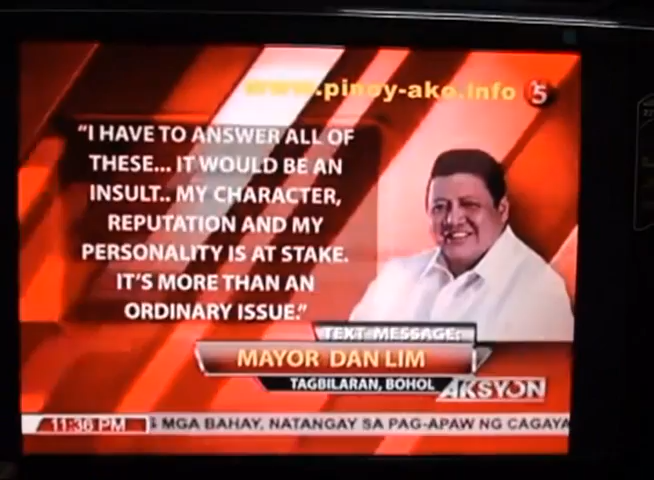 www.pinoy-ako.info 5
"I HAVE TO ANSWER ALL OF
THESE... IT WOULD BE AN
INSULT.. MY CHARACTER,
REPUTATION AND MY
PERSONALITY IS AT STAKE.
IT'S MORE THAN AN
ORDINARY ISSUE."
TEXT MESSAGE:
MAYOR DAN LIM
TAGBILARAN, BOHOL
AKSYON
11:36 PM MGA BAHAY, NATANGAY SA PAG-APAW NG CAGAYA